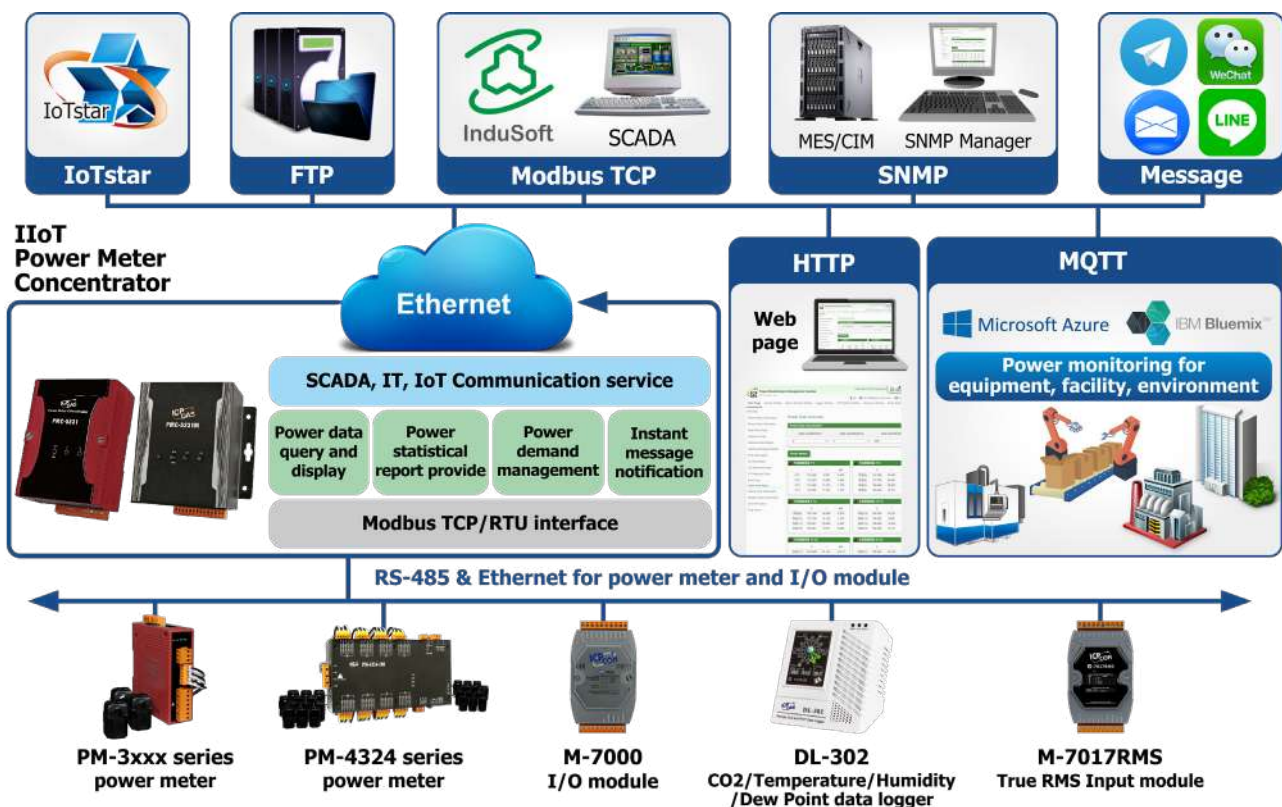 IoTstar
IoTstar
FTP
InduSoft
SCADA
Modbus TCP
MES/CIM
SNMP Manager
SNMP
WeChat
LINE
Message
IIoT
Power Meter
Concentrator
Ethernet
SCADA, IT, IoT Communication service
Power data
query and
display
Power
statistical
report provide
Power
demand
management
Instant
message
notification
Modbus TCP/RTU interface
HTTP
Web
page
MQTT
Microsoft Azure
IBM Bluemix
Power monitoring for
equipment, facility, environment
RS-485 & Ethernet for power meter and I/O module
PM-3xxx series
power meter
PM-4324 series
power meter
M-7000
I/O module
DL-302
DL-302
CO2/Temperature/Humidity
/Dew Point data logger
M-7017RMS
True RMS Input module